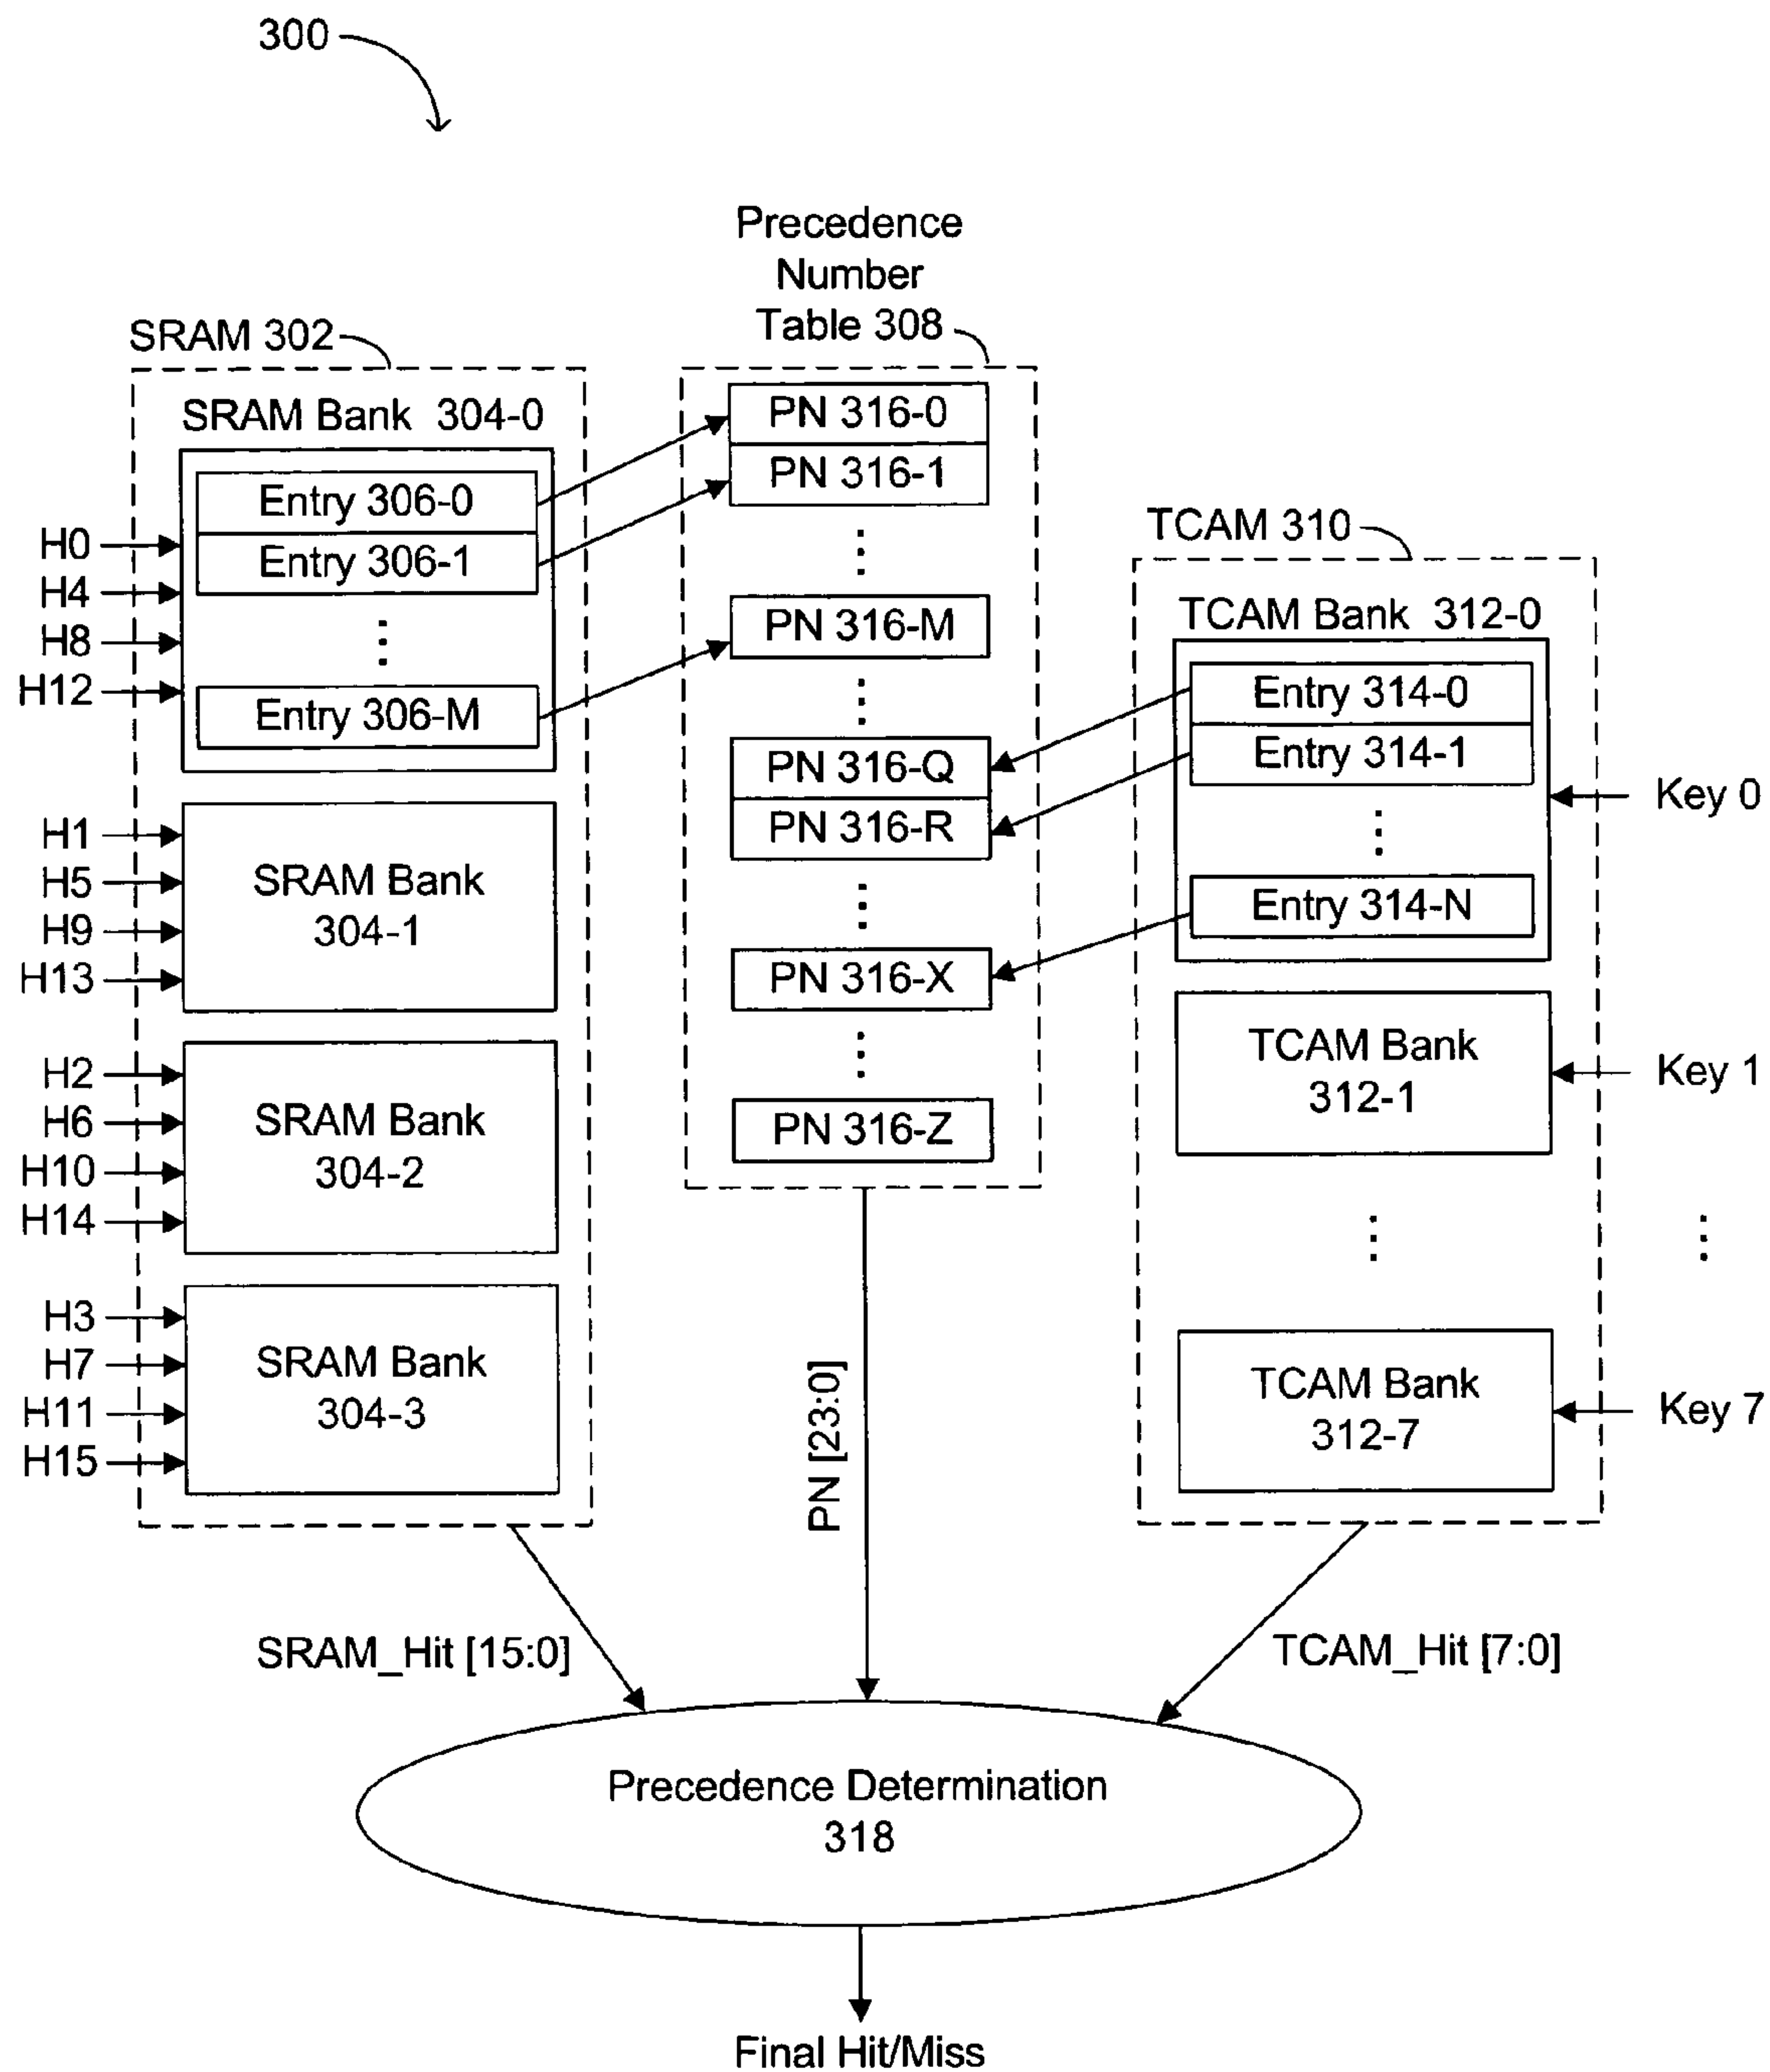 300
Precedence
Number
Table 308
SRAM 302
SRAM Bank 304-0
Entry 306-0
Entry 306-1
⋮
Entry 306-M
H0
H4
H8
H12
H1
H5
H9
H13
SRAM Bank
304-1
H2
H6
H10
H14
SRAM Bank
304-2
H3
H7
H11
H15
SRAM Bank
304-3
PN 316-0
PN 316-1
⋮
PN 316-M
⋮
PN 316-Q
PN 316-R
⋮
PN 316-X
⋮
PN 316-Z
TCAM 310
TCAM Bank 312-0
Entry 314-0
Entry 314-1
⋮
Entry 314-N
Key 0
TCAM Bank
312-1
Key 1
⋮
⋮
TCAM Bank
312-7
Key 7
SRAM_Hit [15:0]
PN [23:0]
TCAM_Hit [7:0]
Precedence Determination
318
Final Hit/Miss